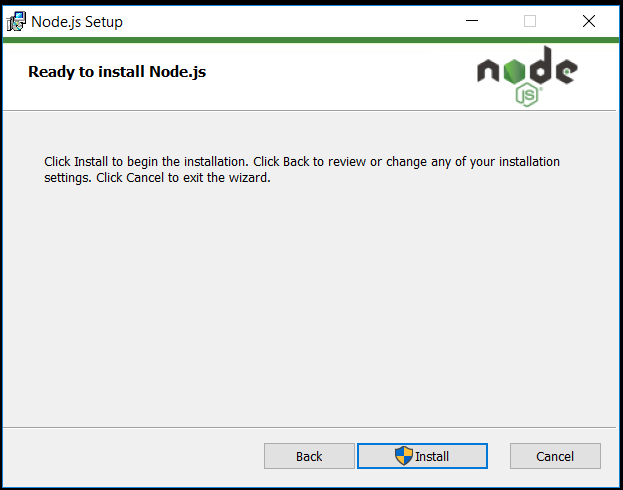 Node.js Setup
Ready to install Node.js
node
JS
Click Install to begin the installation. Click Back to review or change any of your installation
settings. Click Cancel to exit the wizard.
Back
Install
Cancel